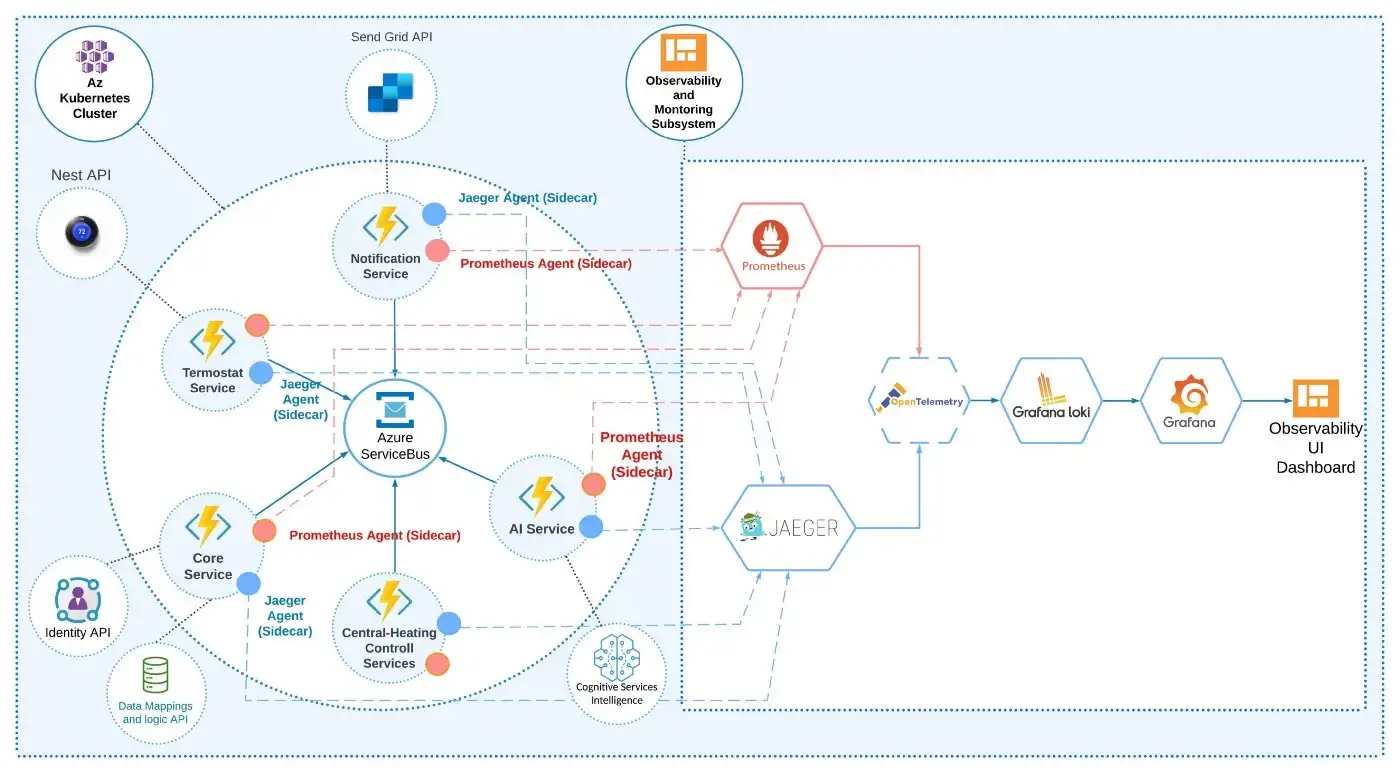 Send Grid API
Az
Kubernetes
Cluster
Observability
and
Montoring
Subsystem
Nest API
72
Jaeger Agent (Sidecar)
Notification
Service
Prometheus Agent (Sidecar)
Prometheus
Termostat
Service
Jaeger
Agent
(Sidecar)
Azure
ServiceBus
OpenTelemetry
Grafana loki
Grafana
Observability
UI
Dashboard
Prometheus
Agent
(Sidecar)
AI Service
JAEGER
Prometheus Agent (Sidecar)
Core
Service
Jaeger
Agent
(Sidecar)
Identity API
Central-Heating
Controll
Services
Cognitive Services
Intelligence
Data Mappings
and logic API